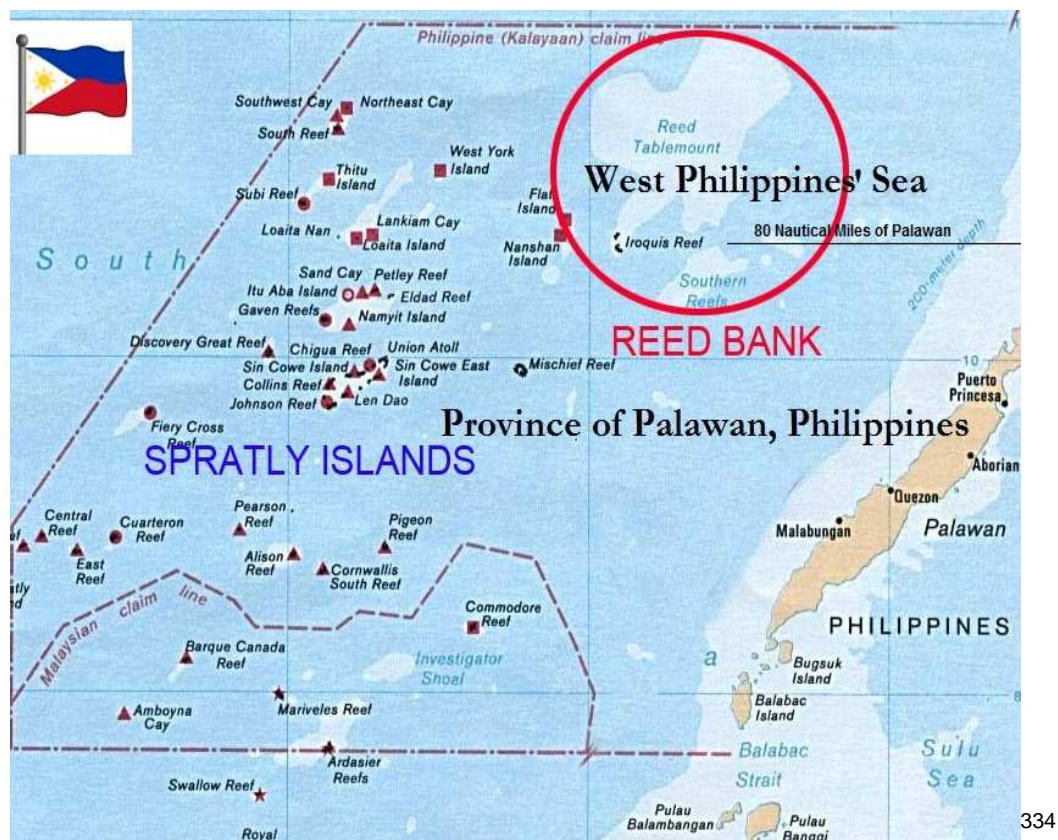 Philippine (Kalayaan) claim line
Southwest Cay
Northeast Cay
South Reef
Reed
Tablemount
West York
Island
Thitu
Island
West Philippines' Sea
Subi Reef
Flat
Island
Lankiam Cay
Loaita Nan
Loaita Island
Nanshan
Island
Iroquis Reef
80 Nautical Miles of Palawan
South
Sand Cay
Petley Reef
Itu Aba Island
Eldad Reef
Southern
Reefs
200-meter depth
Gaven Reefs
Namyit Island
REED BANK
Discovery Great Reef
Chigua Reef
Union Atoll
Sin Cowe Island
Sin Cowe East
Island
Mischief Reef
10
Collins Reef
Len Dao
Johnson Reef
Puerto
Princesa
Fiery Cross
Reef
Province of Palawan, Philippines
SPRATLY ISLANDS
Aborian
Quezon
Central
Reef
Cuarteron
Reef
Pearson
Reef
Pigeon
Reef
Malabungan
Palawan
East
Reef
Alison
Reef
Cornwallis
South Reef
Malaysian claim line
Commodore
Reef
PHILIPPINES
Barque Canada
Reef
Investigator
Shoal
a
Bugsuk
Island
8
Amboyna
Cay
Mariveles Reef
Balabac
Island
Ardasier
Reefs
Balabac
Strait
Sulu
Sea
Swallow Reef
Pulau
Balambangan
Pulau
Banggi
Royal
334